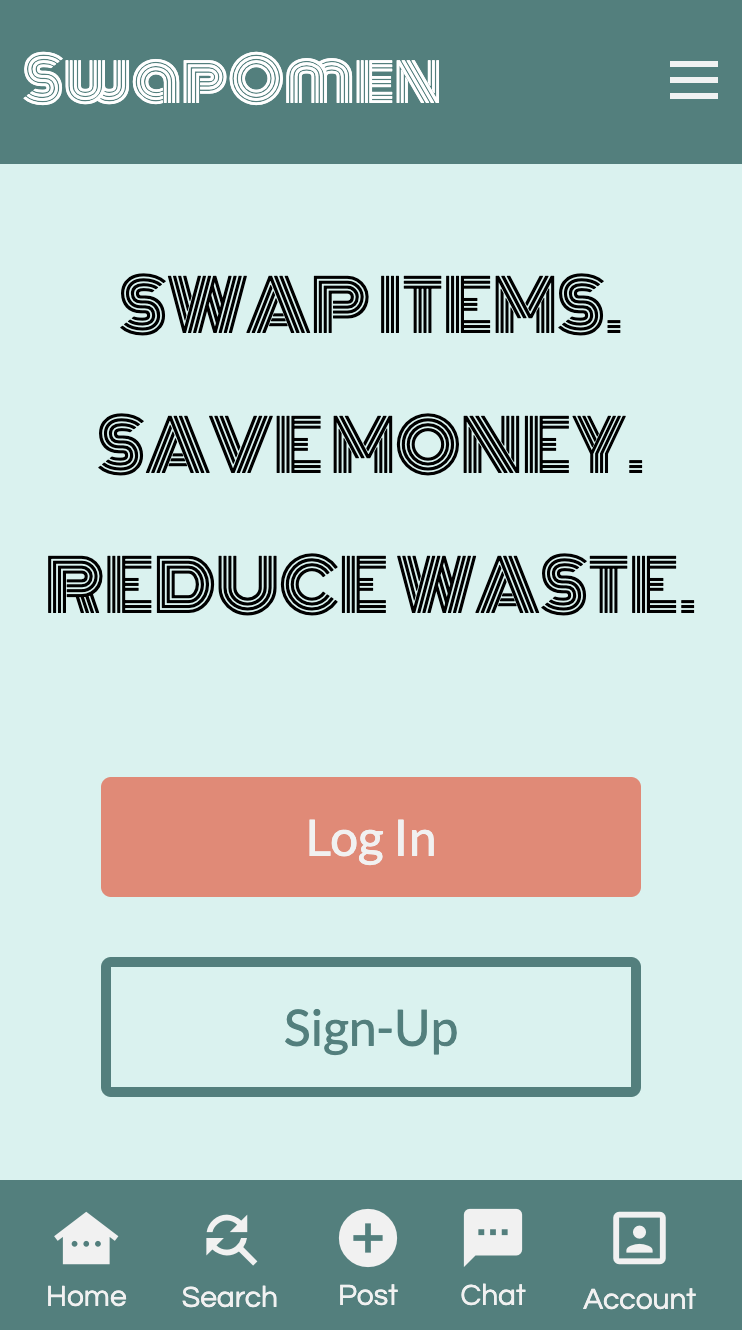 SwapOmen
SWAP ITEMS.
SAVE MONEY.
REDUCE WASTE.
Log In
Sign-Up
Home Search Post Chat Account